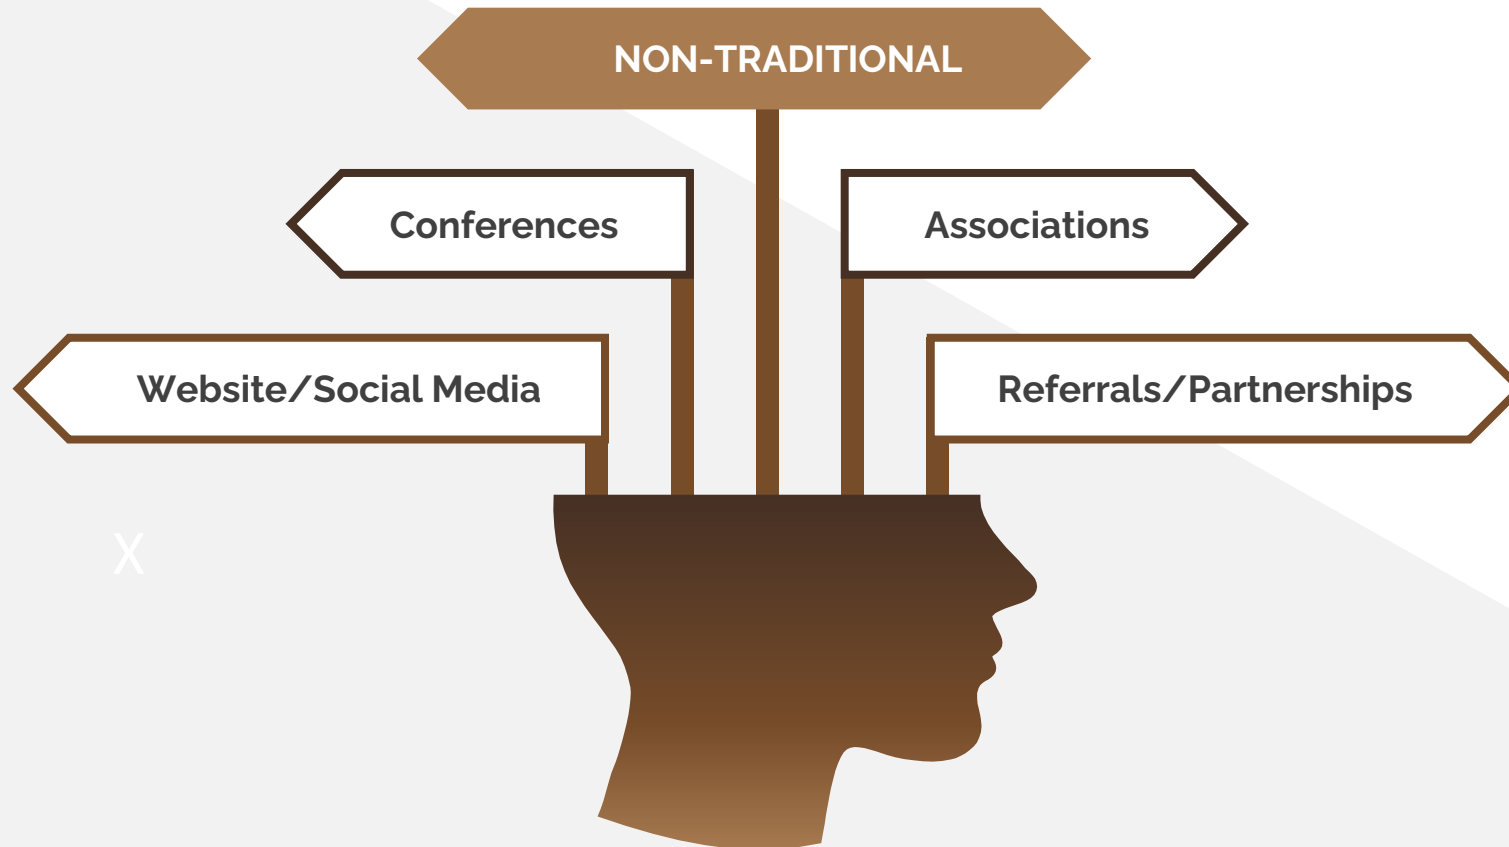 NON-TRADITIONAL
Conferences
Associations
Website/Social Media
Referrals/Partnerships
X